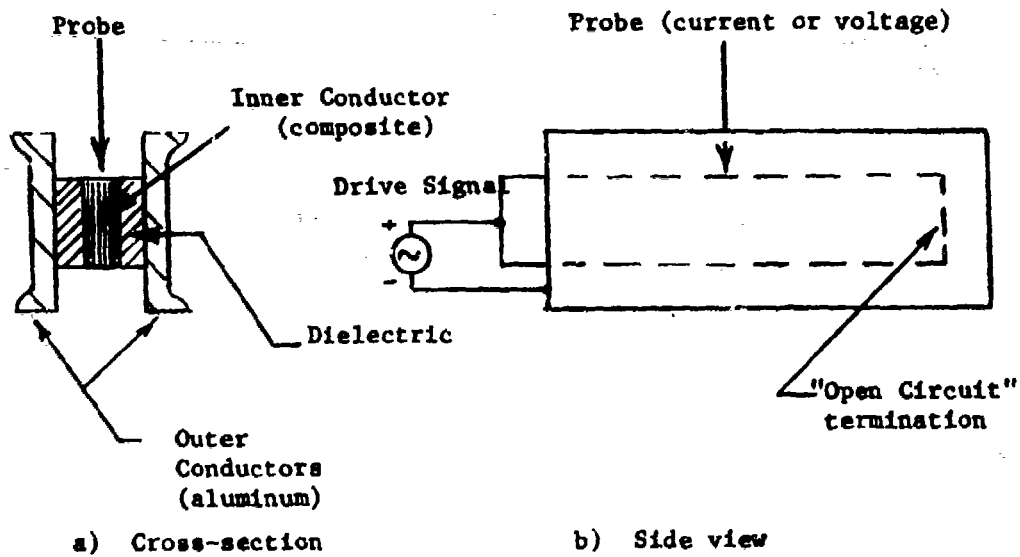 Probe
Probe (current or voltage)
Inner Conductor
(composite)
Drive Signal
+
-
Dielectric
"Open Circuit"
termination
Outer
Conductors
(aluminum)
a) Cross-section
b) Side view